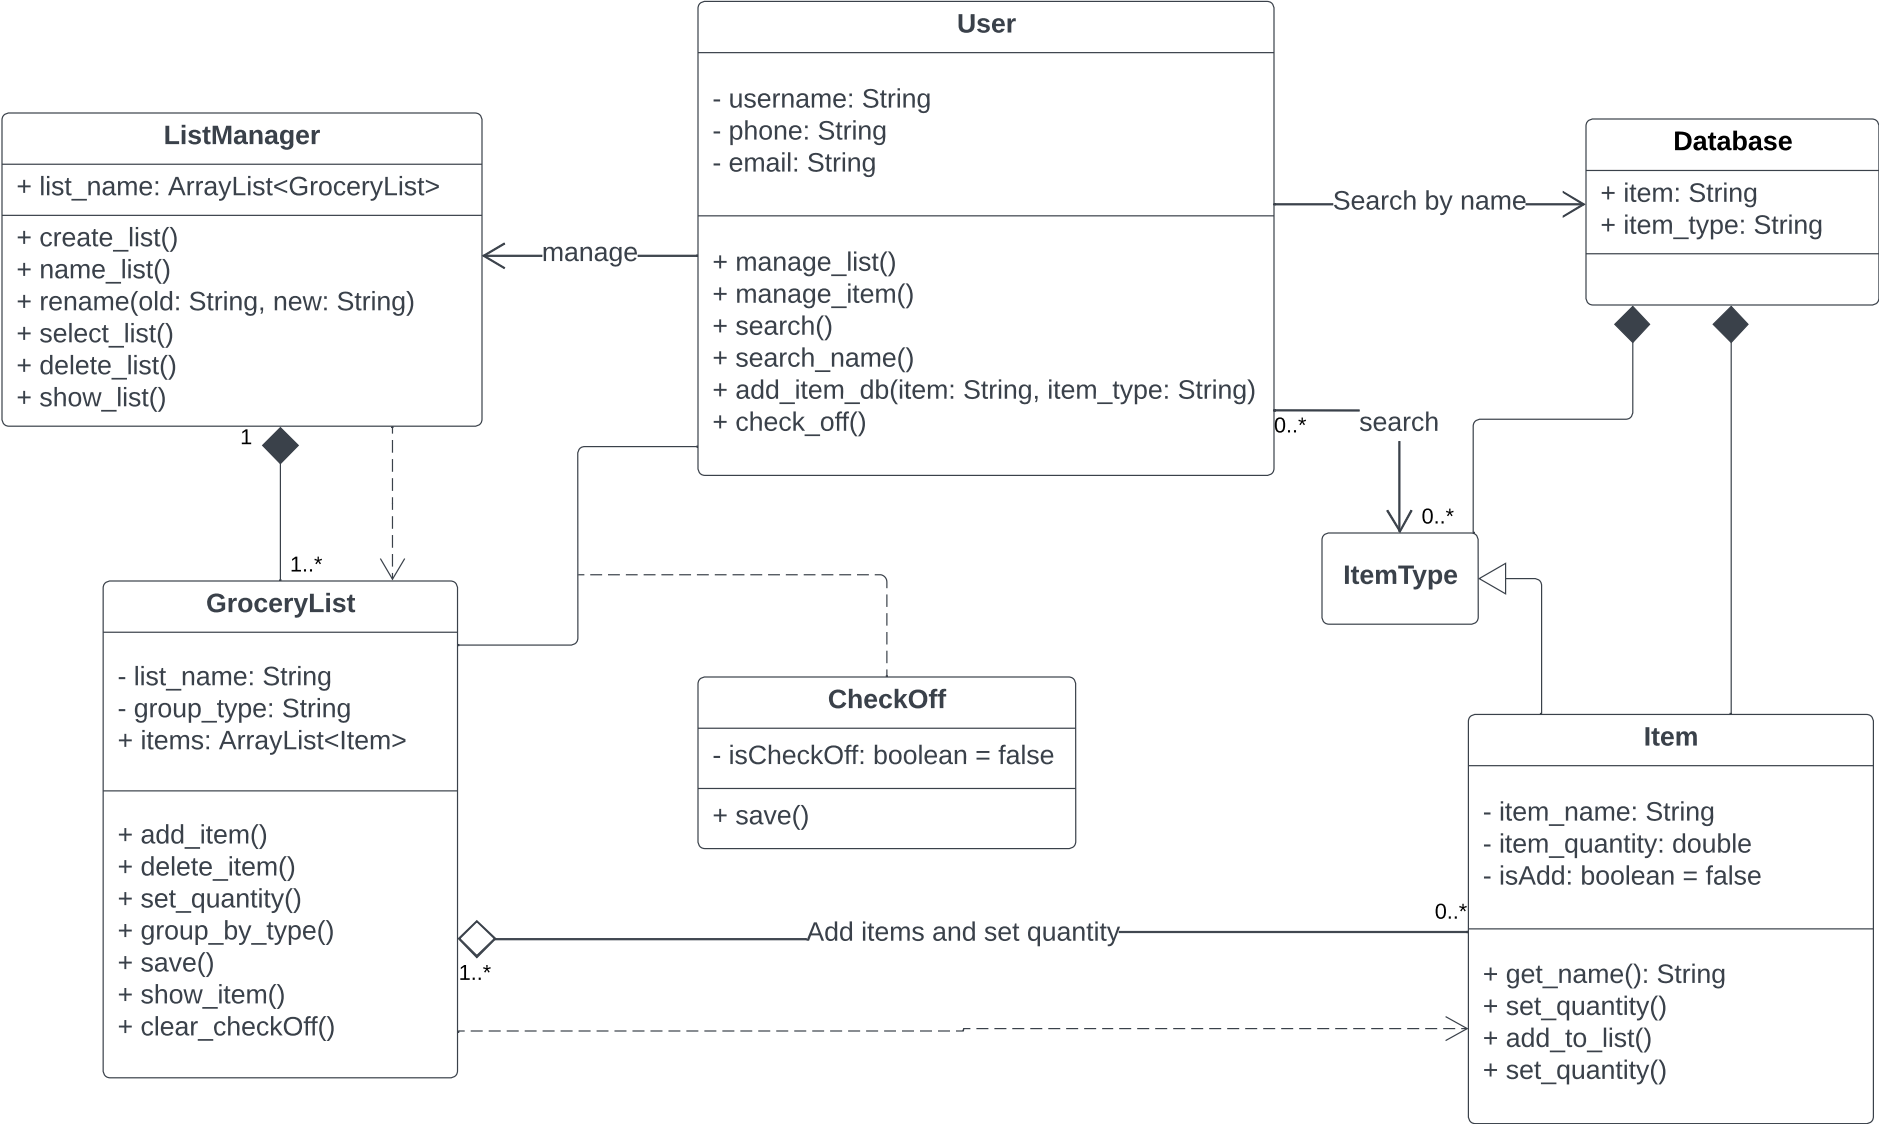 User
- username: String
- phone: String
- email: String
+ manage_list()
+ manage_item()
+ search()
+ search_name()
+ add_item_db(item: String, item_type: String)
+ check_off()
ListManager
+ list_name: ArrayList<GroceryList>
+ create_list()
+ name_list()
+ rename(old: String, new: String)
+ select_list()
+ delete_list()
+ show_list()
manage
Search by name
Database
+ item: String
+ item_type: String
0..*
search
0..*
ItemType
1
1..*
GroceryList
- list_name: String
- group_type: String
+ items: ArrayList<Item>
+ add_item()
+ delete_item()
+ set_quantity()
+ group_by_type()
+ save()
+ show_item()
+ clear_checkOff()
CheckOff
- isCheckOff: boolean = false
+ save()
1..*
Add items and set quantity
0..*
Item
- item_name: String
- item_quantity: double
- isAdd: boolean = false
+ get_name(): String
+ set_quantity()
+ add_to_list()
+ set_quantity()